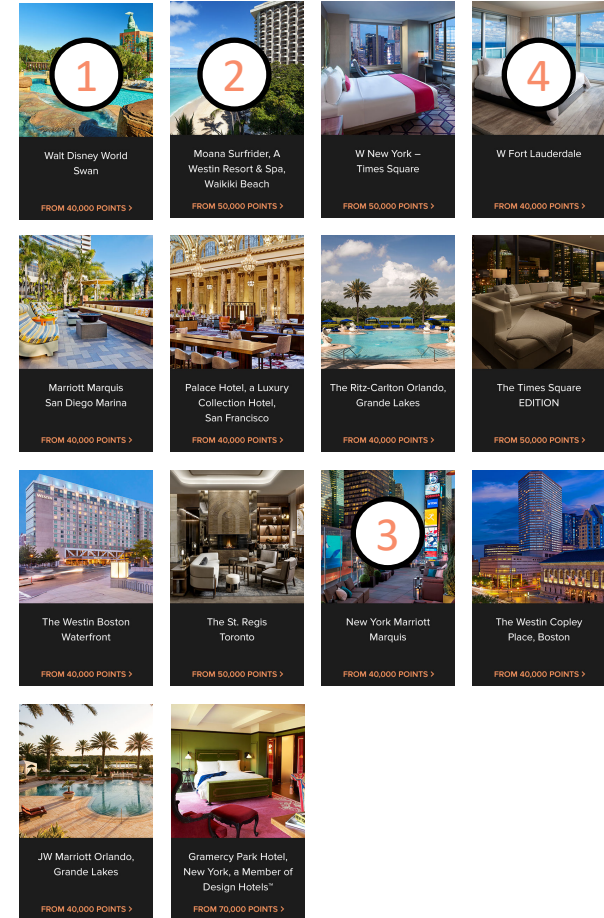 1
2
4
Walt Disney World
Swan
FROM 40,000 POINTS >
Moana Surfrider, A
Westin Resort & Spa,
Waikiki Beach
FROM 50,000 POINTS >
W New York –
Times Square
FROM 50,000 POINTS >
W Fort Lauderdale
FROM 40,000 POINTS >
Marriott Marquis
San Diego Marina
FROM 40,000 POINTS >
Palace Hotel, a Luxury
Collection Hotel,
San Francisco
FROM 40,000 POINTS >
The Ritz-Carlton Orlando,
Grande Lakes
FROM 40,000 POINTS >
The Times Square
EDITION
FROM 50,000 POINTS >
3
The Westin Boston
Waterfront
FROM 40,000 POINTS >
The St. Regis
Toronto
FROM 50,000 POINTS >
New York Marriott
Marquis
FROM 40,000 POINTS >
The Westin Copley
Place, Boston
FROM 40,000 POINTS >
JW Marriott Orlando,
Grande Lakes
FROM 40,000 POINTS >
Gramercy Park Hotel,
New York, a Member of
Design Hotels™
FROM 70,000 POINTS >